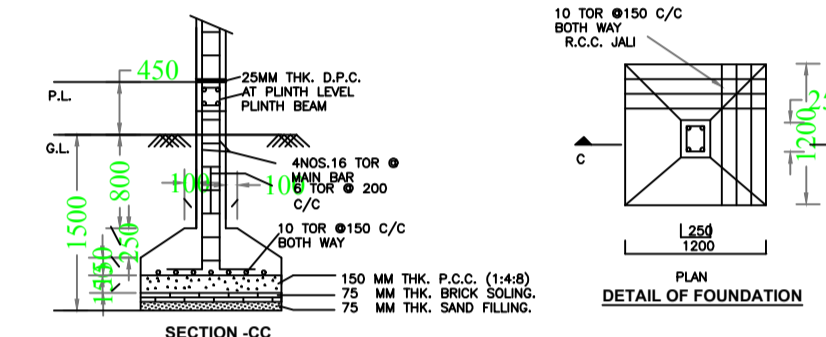 450
P.L.
25MM THK. D.P.C.
AT PLINTH LEVEL
PLINTH BEAM
G.L.
4NOS.16 TOR @
MAIN BAR
6 TOR @ 200
C/C
100
100
800
1500
250
10 TOR @150 C/C
BOTH WAY
150 MM THK. P.C.C. (1:4:8)
75 MM THK. BRICK SOLING.
75 MM THK. SAND FILLING.
SECTION -CC
10 TOR @150 C/C
BOTH WAY
R.C.C. JALI
C
1200
250
1200
PLAN
DETAIL OF FOUNDATION